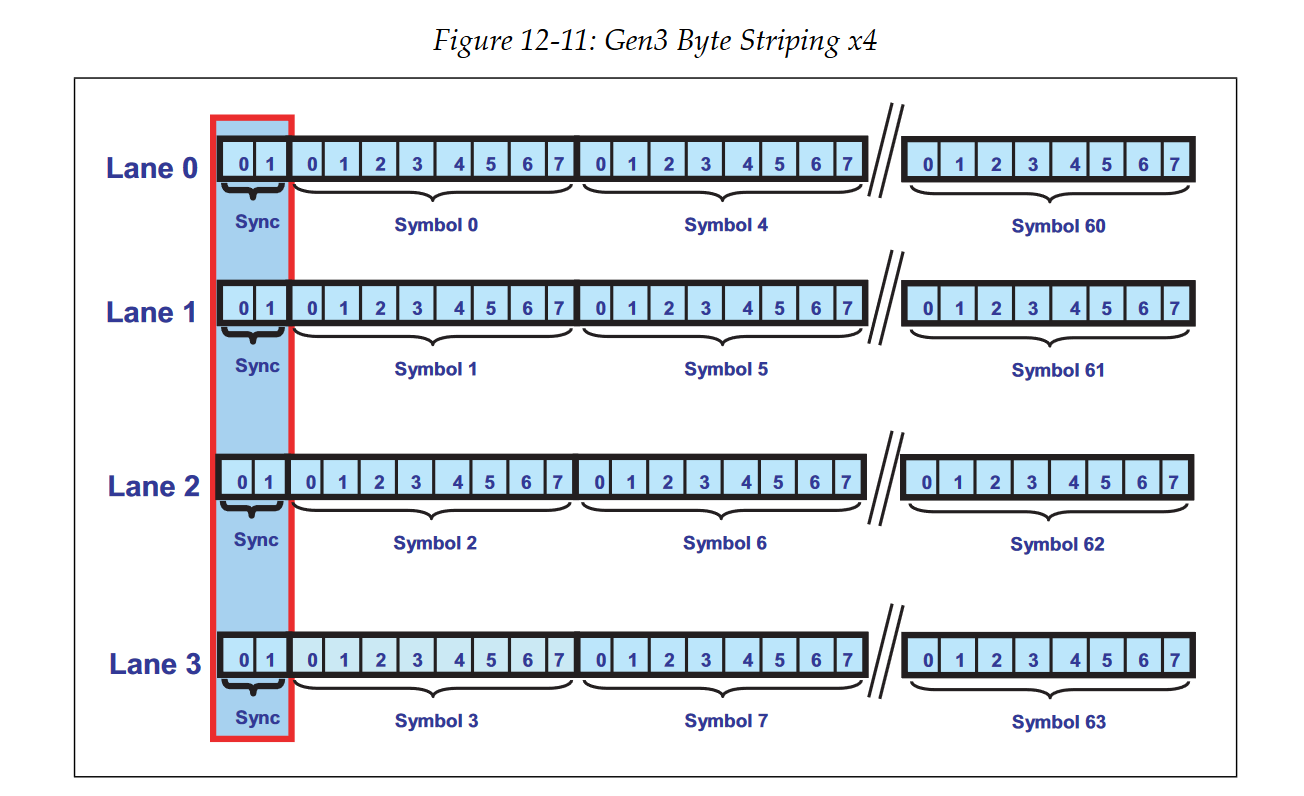 Figure 12-11: Gen3 Byte Striping x4
Lane 0 0 1 0 1 2 3 4 5 6 7 0 1 2 3 4 5 6 7 0 1 2 3 4 5 6 7
Sync Symbol 0 Symbol 4 Symbol 60
Lane 1 0 1 0 1 2 3 4 5 6 7 0 1 2 3 4 5 6 7 0 1 2 3 4 5 6 7
Sync Symbol 1 Symbol 5 Symbol 61
Lane 2 0 1 0 1 2 3 4 5 6 7 0 1 2 3 4 5 6 7 0 1 2 3 4 5 6 7
Sync Symbol 2 Symbol 6 Symbol 62
Lane 3 0 1 0 1 2 3 4 5 6 7 0 1 2 3 4 5 6 7 0 1 2 3 4 5 6 7
Sync Symbol 3 Symbol 7 Symbol 63